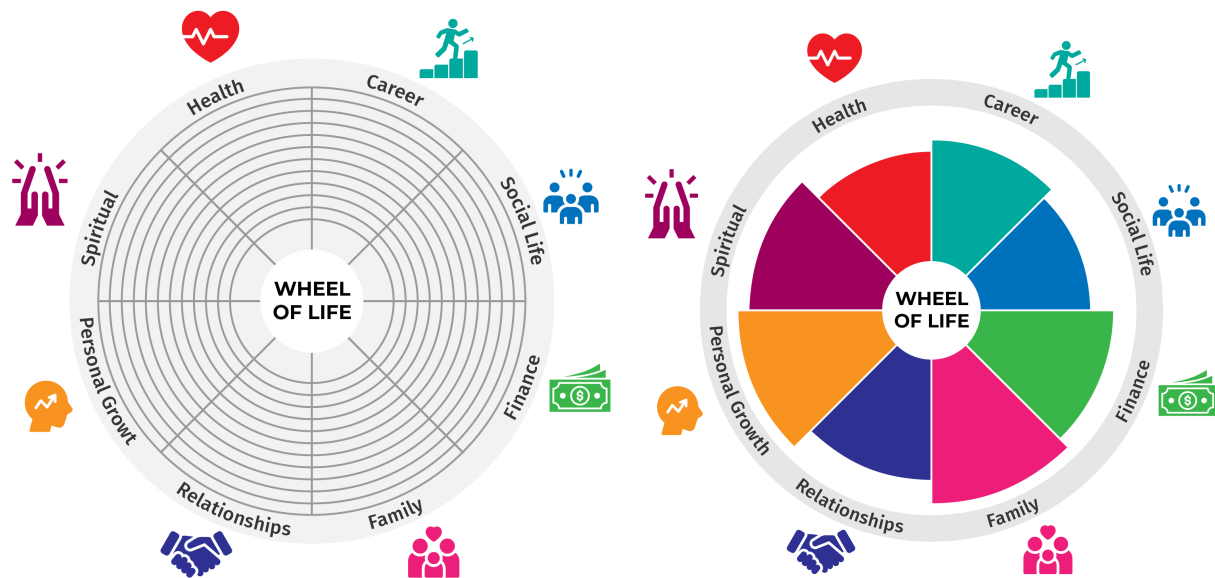 Health
Career
Social Life
Finance
Family
Relationships
Personal Growt
Spiritual
WHEEL
OF LIFE
$
Health
Career
Social Life
Finance
Family
Relationships
Personal Growth
Spiritual
WHEEL
OF LIFE
$